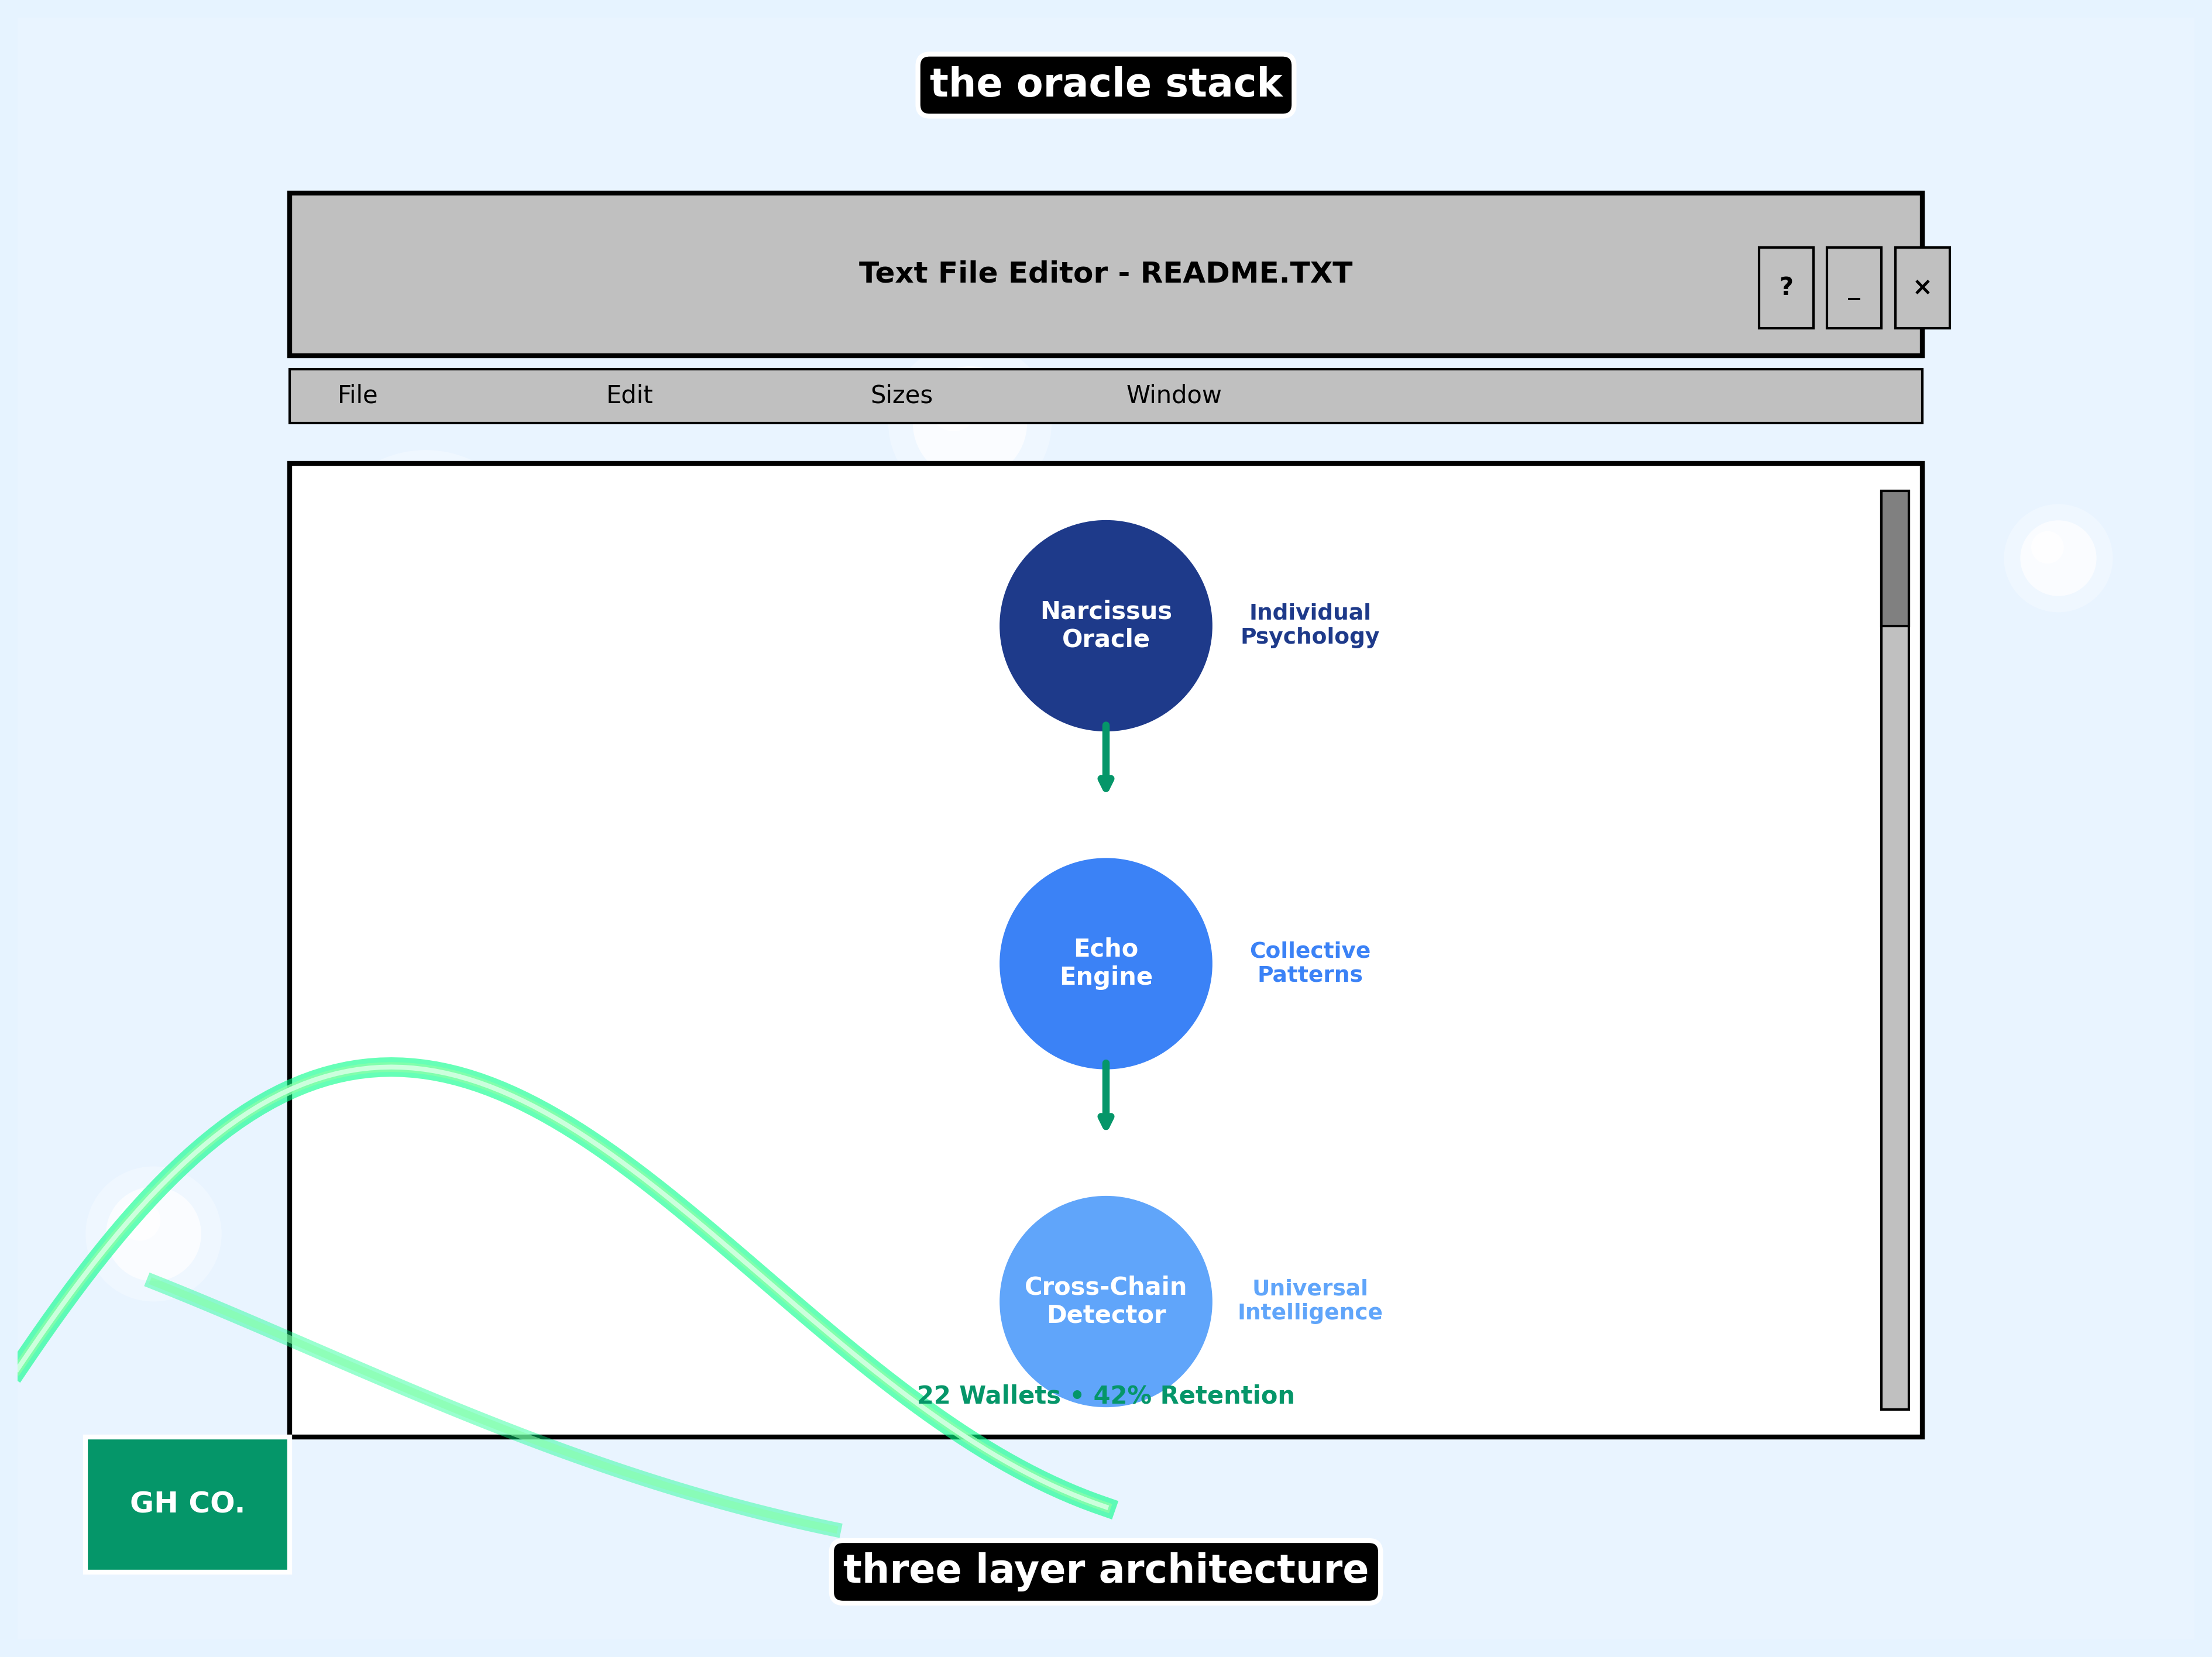 the oracle stack
Text File Editor - README.TXT
? _ ×
File Edit Sizes Window
Narcissus
Oracle
Individual
Psychology
Echo
Engine
Collective
Patterns
Cross-Chain
Detector
Universal
Intelligence
22 Wallets • 42% Retention
GH CO.
three layer architecture